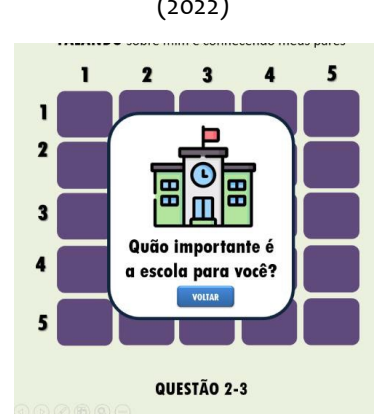 (2022)
FALANDO sobre mim e conhecendo meus pares
1 2 3 4 5
1
2
3
4
5
Quão importante é
a escola para você?
VOLTAR
QUESTÃO 2-3